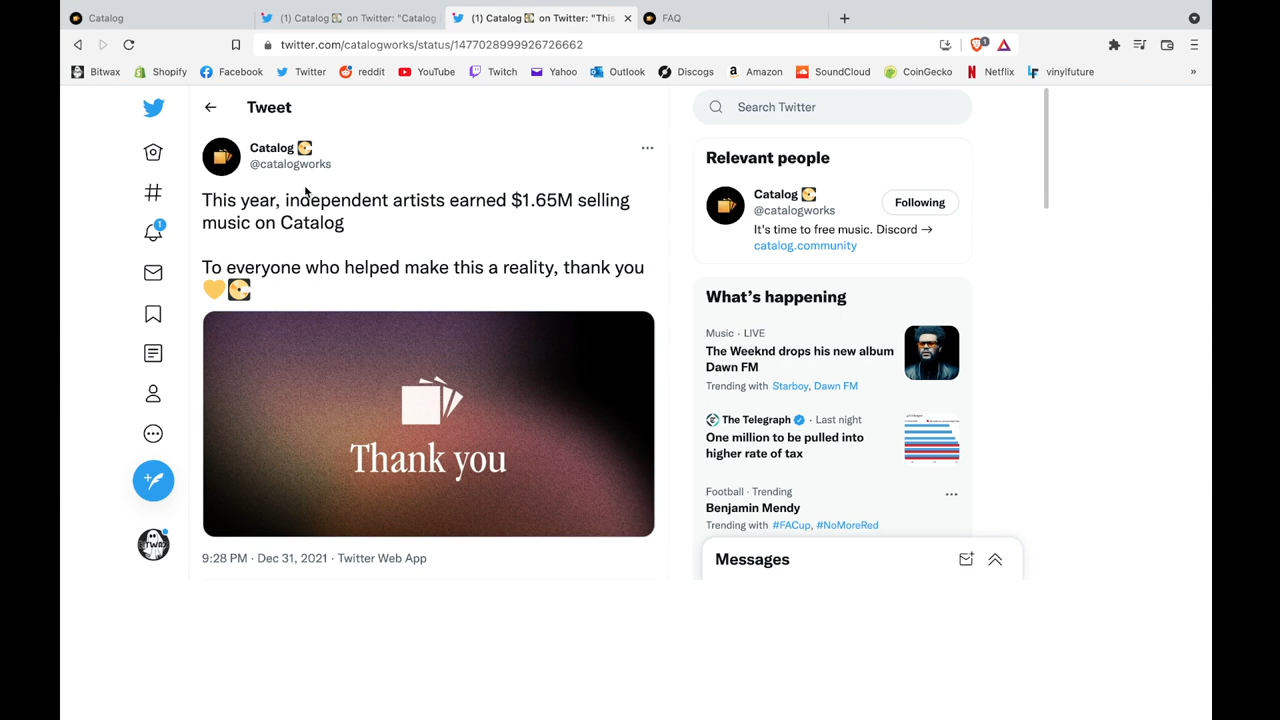 Catalog
(1) Catalog on Twitter: "Catalog
(1) Catalog on Twitter: "This
FAQ
twitter.com/catalogworks/status/1477028999926726662
1
Bitwax
Shopify
Facebook
Twitter
reddit
YouTube
Twitch
Yahoo
Outlook
Discogs
Amazon
SoundCloud
CoinGecko
Netflix
vinylfuture
»
Tweet
Catalog
@catalogworks
This year, independent artists earned $1.65M selling
music on Catalog
To everyone who helped make this a reality, thank you
Thank you
9:28 PM · Dec 31, 2021 · Twitter Web App
1
Search Twitter
Relevant people
Catalog
@catalogworks
Following
It's time to free music. Discord →
catalog.community
What's happening
Music · LIVE
The Weeknd drops his new album
Dawn FM
Trending with Starboy, Dawn FM
The Telegraph · Last night
One million to be pulled into
higher rate of tax
Football · Trending
Benjamin Mendy
Trending with #FACup, #NoMoreRed
Messages